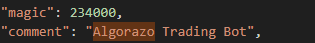 "magic": 234000,
"comment": "Algorazo Trading Bot",